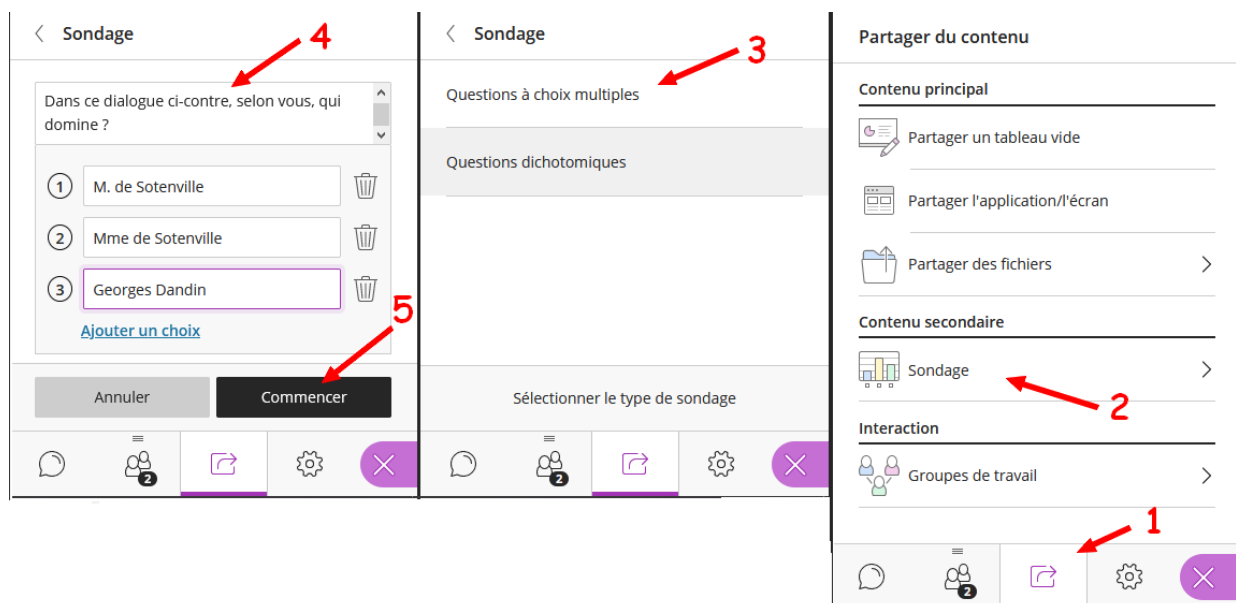 Sondage
4
Dans ce dialogue ci-contre, selon vous, qui
domine ?
1 M. de Sotenville
2 Mme de Sotenville
3 Georges Dandin
Ajouter un choix
5
Annuler Commencer
2
Sondage
3
Questions à choix multiples
Questions dichotomiques
Sélectionner le type de sondage
2
Partager du contenu
Contenu principal
Partager un tableau vide
Partager l'application/l'écran
Partager des fichiers
Contenu secondaire
Sondage
2
Interaction
Groupes de travail
1
2